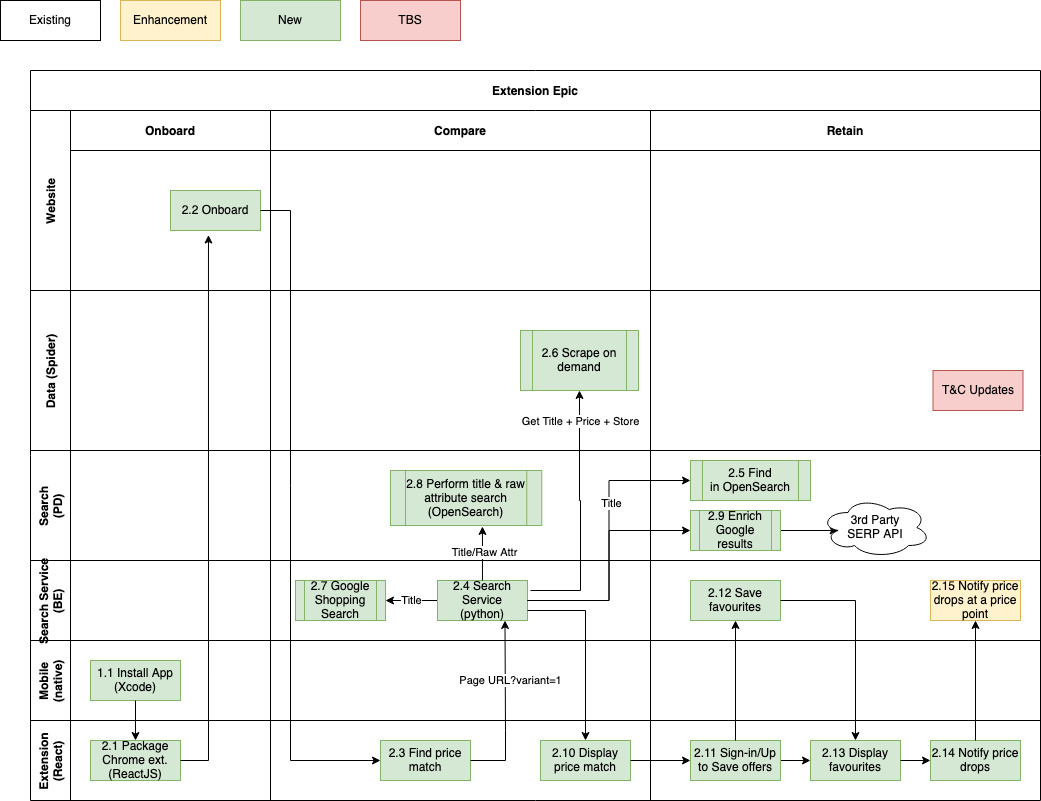 Existing
Enhancement
New
TBS
Extension Epic
Onboard
Compare
Retain
Website
2.2 Onboard
Data (Spider)
2.6 Scrape on
demand
T&C Updates
Get Title + Price + Store
Search
(PD)
2.8 Perform title & raw
attribute search
(OpenSearch)
2.5 Find
in OpenSearch
Title
2.9 Enrich
Google
results
3rd Party
SERP API
Title/Raw Attr
Search Service
(BE)
2.7 Google
Shopping
Search
Title
2.4 Search
Service
(python)
2.12 Save
favourites
2.15 Notify price
drops at a price
point
Mobile
(native)
1.1 Install App
(Xcode)
Page URL?variant=1
Extension
(React)
2.1 Package
Chrome ext.
(ReactJS)
2.3 Find price
match
2.10 Display
price match
2.11 Sign-in/Up
to Save offers
2.13 Display
favourites
2.14 Notify price
drops